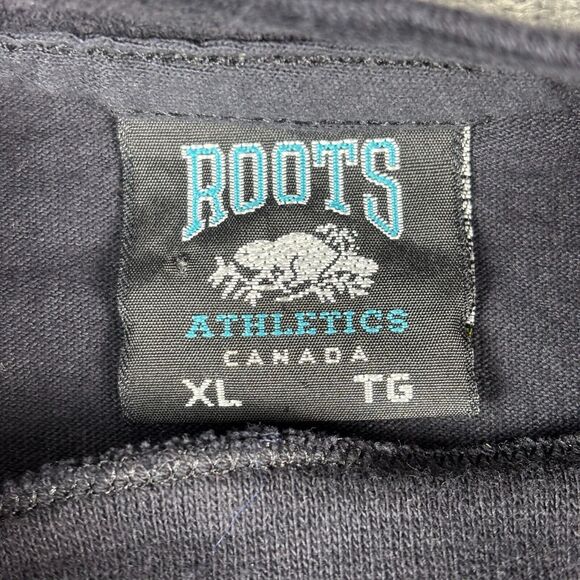 ROOTS
ATHLETICS
CANADA
XL TG